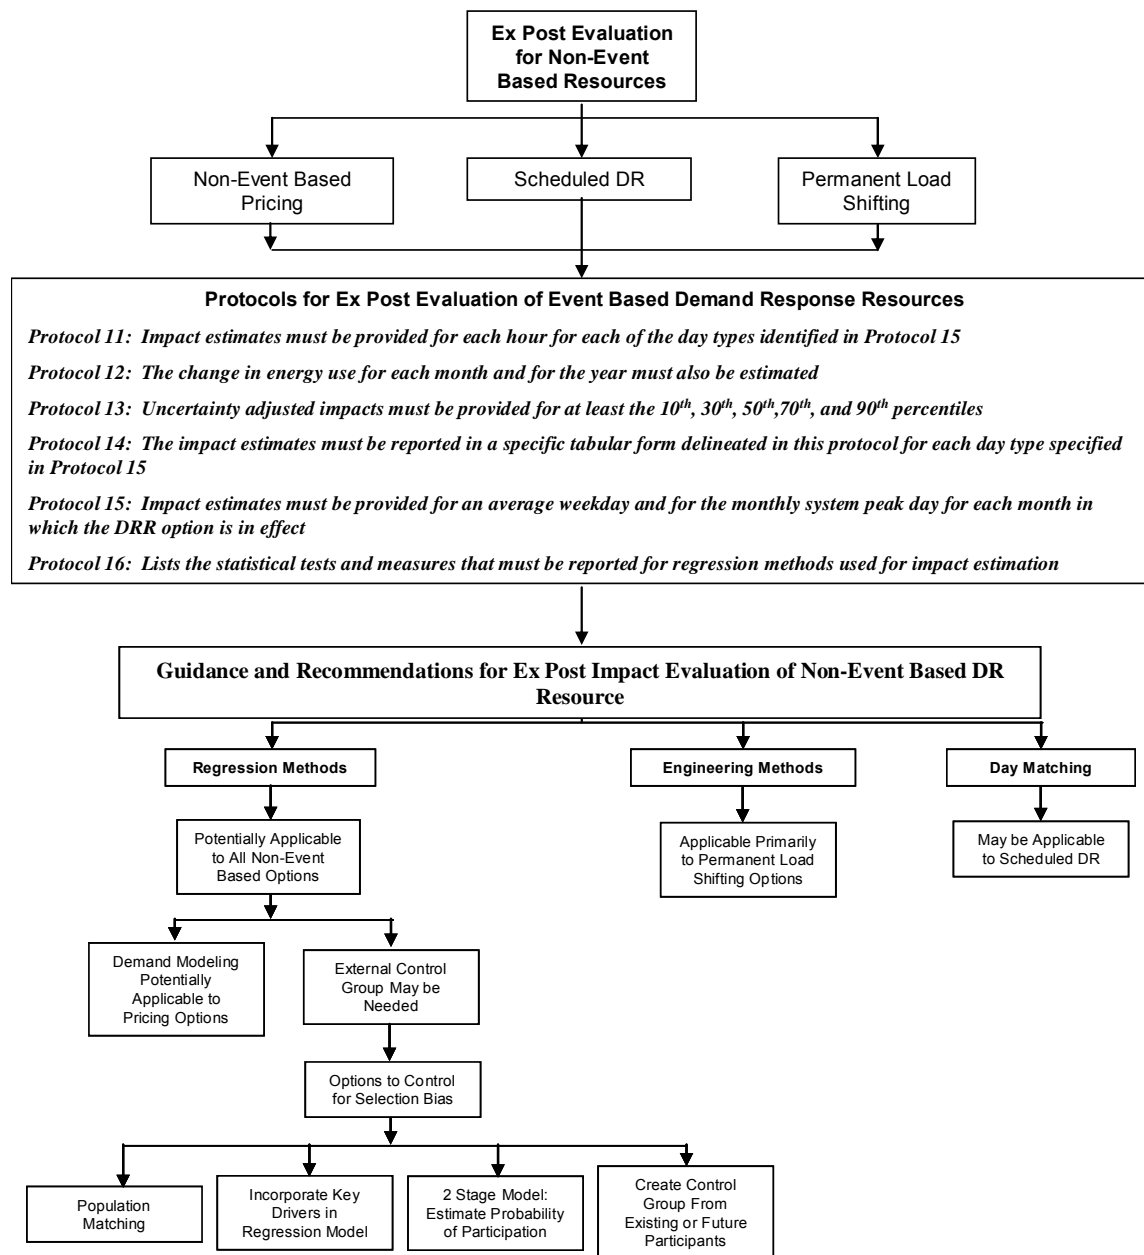 Ex Post Evaluation
for Non-Event
Based Resources
Non-Event Based
Pricing
Scheduled DR
Permanent Load
Shifting
Protocols for Ex Post Evaluation of Event Based Demand Response Resources
Protocol 11: Impact estimates must be provided for each hour for each of the day types identified in Protocol 15
Protocol 12: The change in energy use for each month and for the year must also be estimated
Protocol 13: Uncertainty adjusted impacts must be provided for at least the 10th, 30th, 50th,70th, and 90th percentiles
Protocol 14: The impact estimates must be reported in a specific tabular form delineated in this protocol for each day type specified
in Protocol 15
Protocol 15: Impact estimates must be provided for an average weekday and for the monthly system peak day for each month in
which the DRR option is in effect
Protocol 16: Lists the statistical tests and measures that must be reported for regression methods used for impact estimation
Guidance and Recommendations for Ex Post Impact Evaluation of Non-Event Based DR
Resource
Regression Methods
Engineering Methods
Day Matching
Potentially Applicable
to All Non-Event
Based Options
Applicable Primarily
to Permanent Load
Shifting Options
May be Applicable
to Scheduled DR
Demand Modeling
Potentially
Applicable to
Pricing Options
External Control
Group May be
Needed
Options to Control
for Selection Bias
Population
Matching
Incorporate Key
Drivers in
Regression Model
2 Stage Model:
Estimate Probability
of Participation
Create Control
Group From
Existing or Future
Participants